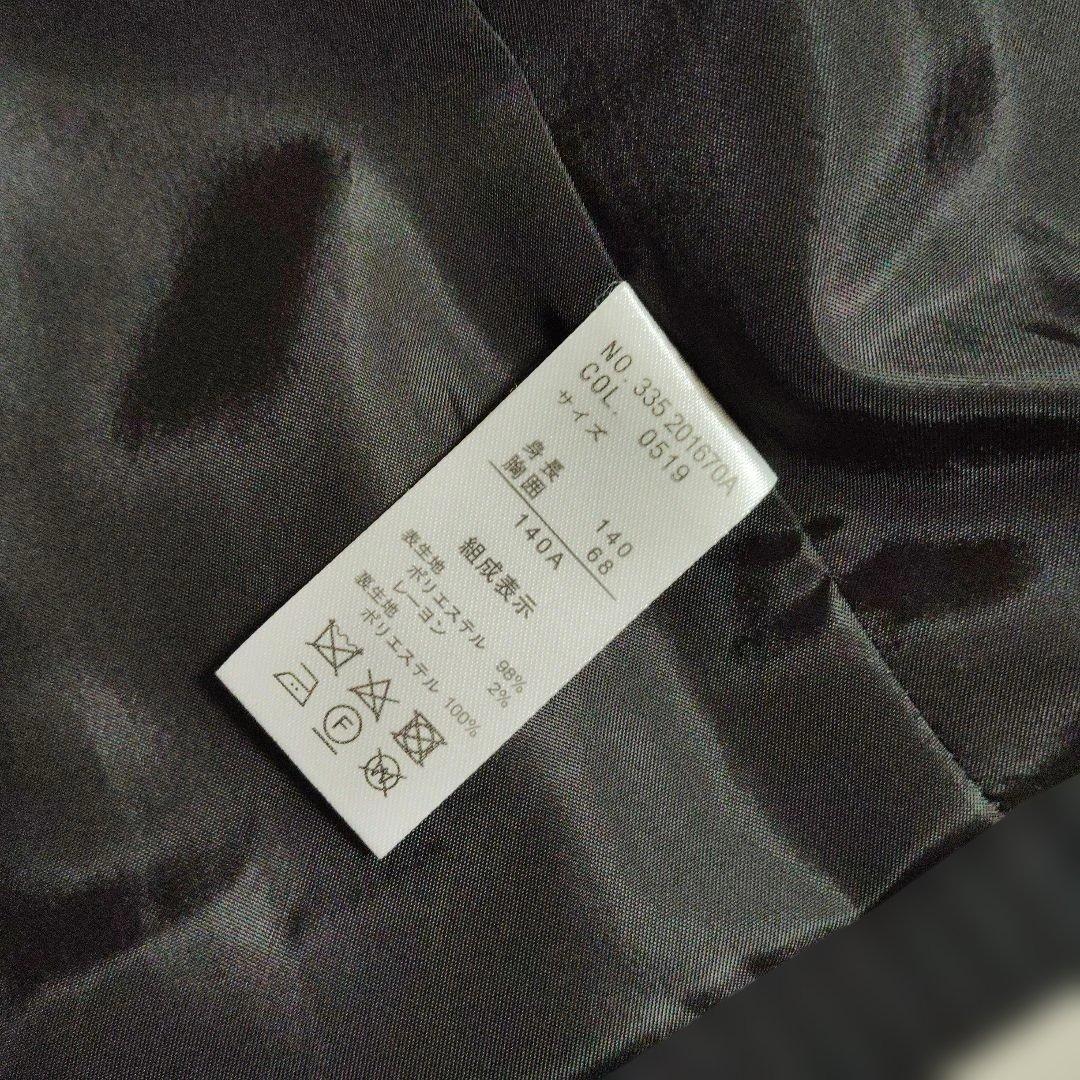 NO. 335 201670A
COL. 0519
サイズ
身長 140
胸囲 68
140A
組成表示
表生地
ポリエステル 98%
レーヨン 2%
裏生地
ポリエステル 100%
F
W